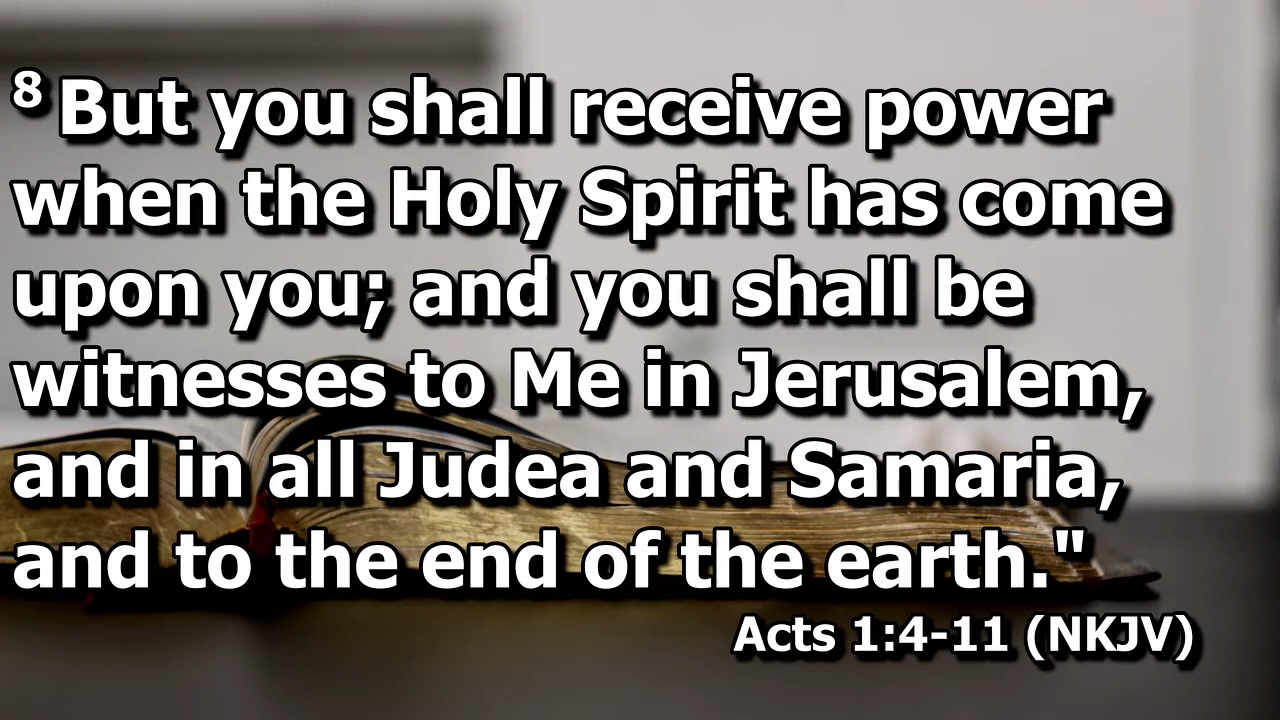 8 But you shall receive power
when the Holy Spirit has come
upon you; and you shall be
witnesses to Me in Jerusalem,
and in all Judea and Samaria,
and to the end of the earth."
Acts 1:4-11 (NKJV)